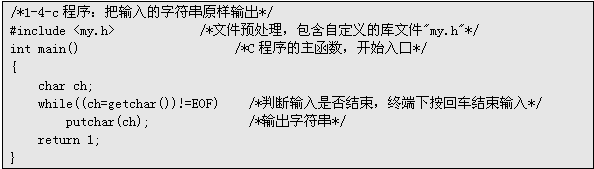 /*1-4-c 程序：把输入的字符串原样输出*/
#include <my.h>             /*文件预处理，包含自定义的库文件"my.h"*/
int main()                  /*C 程序的主函数，开始入口*/
{
    char ch;
    while((ch=getchar())!=EOF)    /*判断输入是否结束，终端下按回车结束输入*/
        putchar(ch);              /*输出字符串*/
    return 1;
}